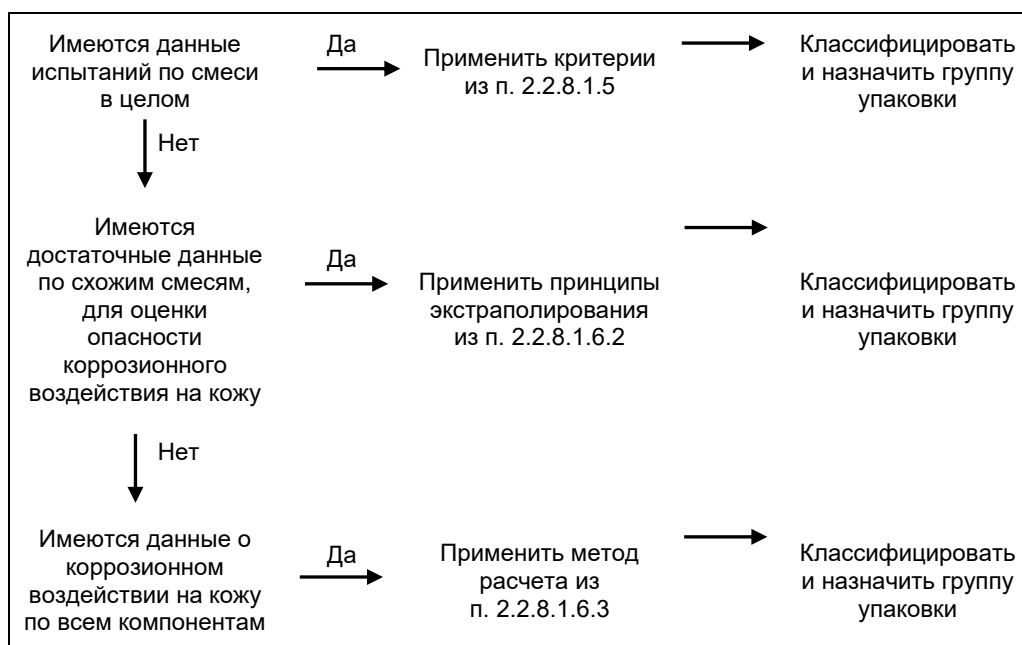 Имеются данные
испытаний по смеси
в целом
Да
Применить критерии
из п. 2.2.8.1.5
Классифицировать
и назначить группу
упаковки
Нет
Имеются
достаточные данные
по схожим смесям,
для оценки
опасности
коррозионного
воздействия на кожу
Да
Применить принципы
экстраполирования
из п. 2.2.8.1.6.2
Классифицировать
и назначить группу
упаковки
Нет
Имеются данные о
коррозионном
воздействии на кожу
по всем компонентам
Да
Применить метод
расчета из
п. 2.2.8.1.6.3
Классифицировать
и назначить группу
упаковки